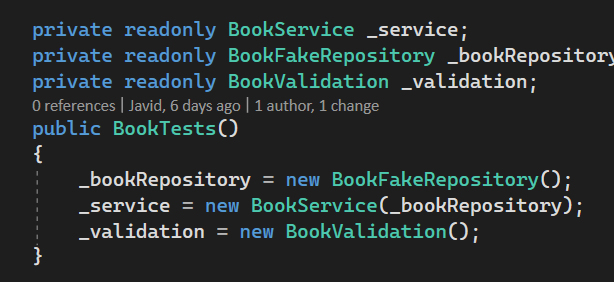 private readonly BookService _service;
private readonly BookFakeRepository _bookRepository
private readonly BookValidation _validation;
0 references | Javid, 6 days ago | 1 author, 1 change
public BookTests()
{
_bookRepository = new BookFakeRepository();
_service = new BookService(_bookRepository);
_validation = new BookValidation();
}